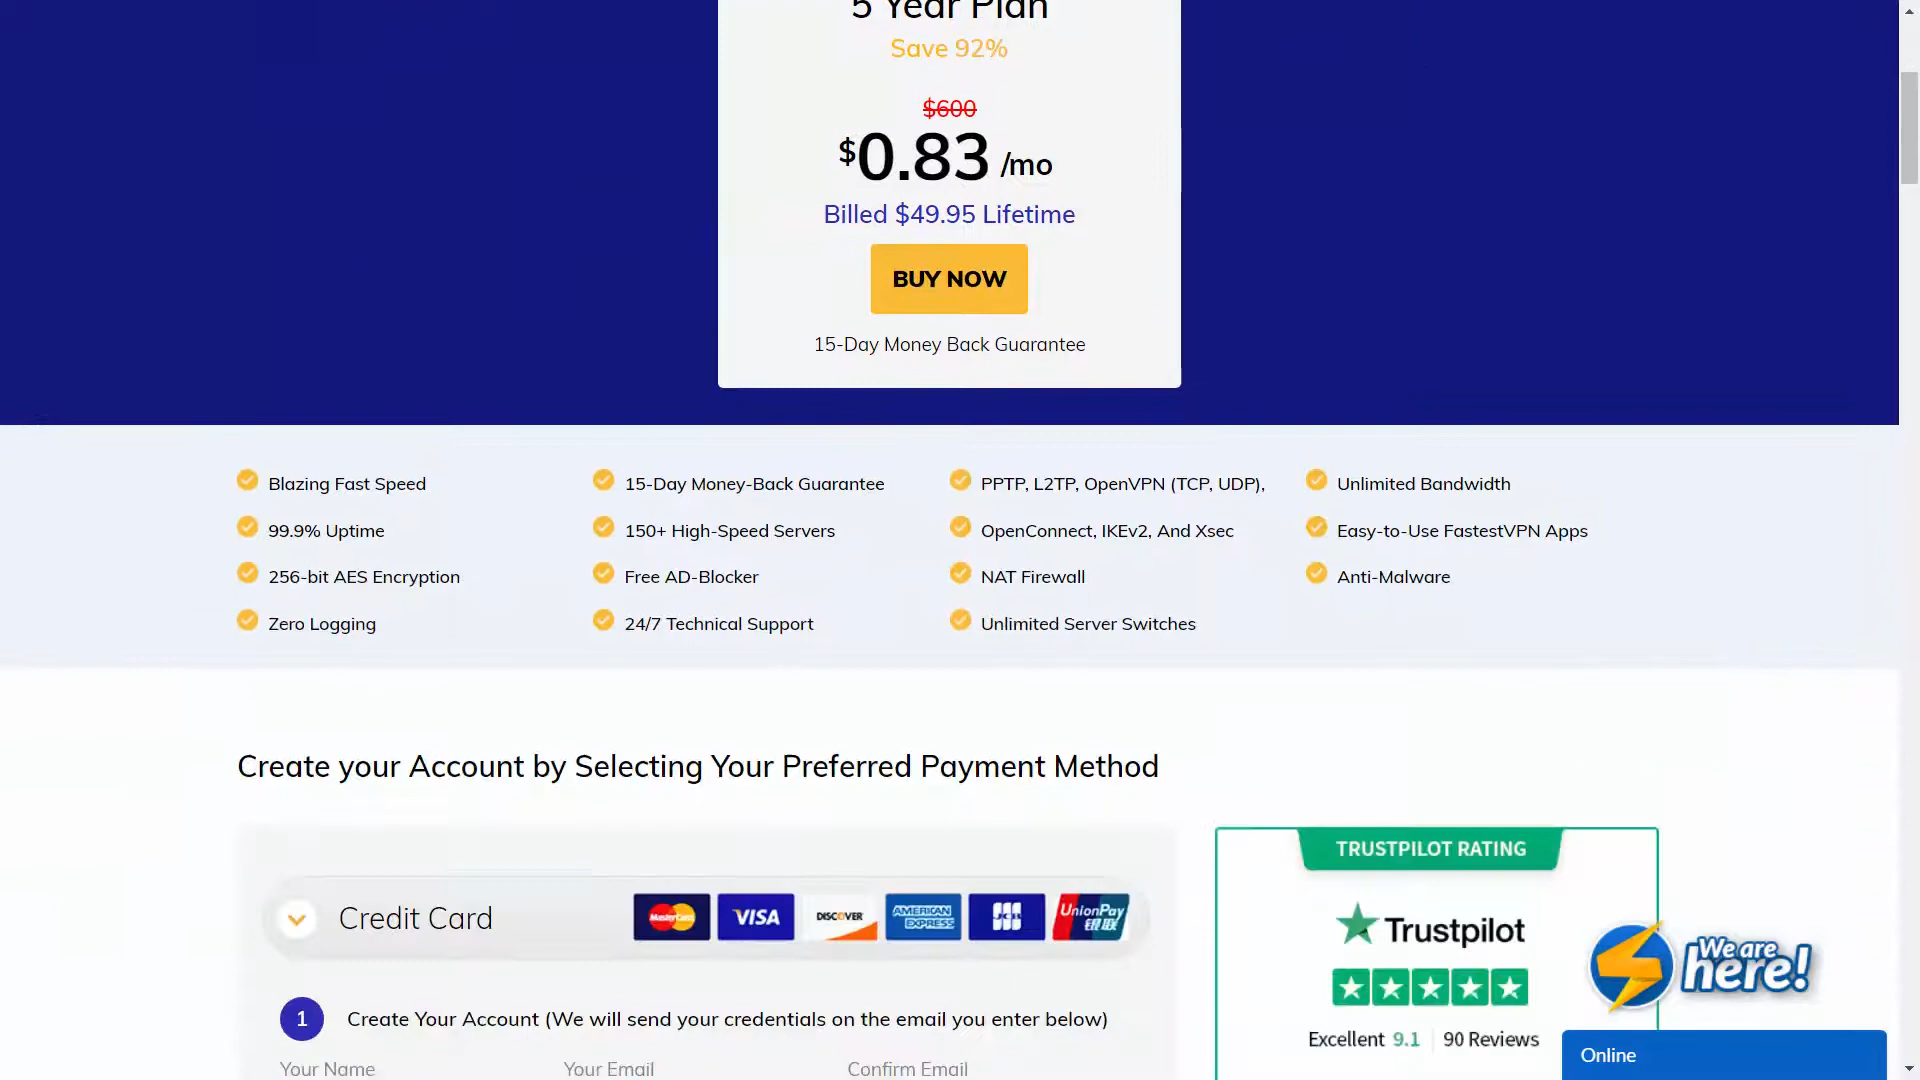 5 Year Plan
Save 92%
$600
$0.83 /mo
Billed $49.95 Lifetime
BUY NOW
15-Day Money Back Guarantee
Blazing Fast Speed
15-Day Money-Back Guarantee
PPTP, L2TP, OpenVPN (TCP, UDP),
Unlimited Bandwidth
99.9% Uptime
150+ High-Speed Servers
OpenConnect, IKEv2, And Xsec
Easy-to-Use FastestVPN Apps
256-bit AES Encryption
Free AD-Blocker
NAT Firewall
Anti-Malware
Zero Logging
24/7 Technical Support
Unlimited Server Switches
Create your Account by Selecting Your Preferred Payment Method
Credit Card
MasterCard
VISA
DISCOVER
AMERICAN EXPRESS
JCB
UnionPay 银联
TRUSTPILOT RATING
Trustpilot
Excellent 9.1
90 Reviews
We are here!
Online
1
Create Your Account (We will send your credentials on the email you enter below)
Your Name
Your Email
Confirm Email